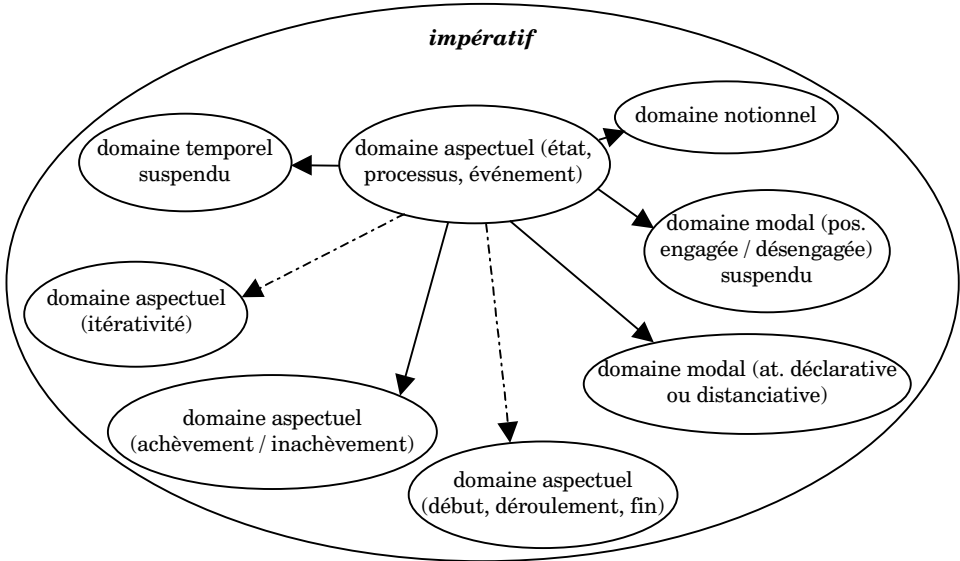 impératif
domaine notionnel
domaine temporel
suspendu
domaine aspectuel (état,
processus, événement)
domaine modal (pos.
engagée / désengagée)
suspendu
domaine aspectuel
(itérativité)
domaine modal (at. déclarative
ou distanciative)
domaine aspectuel
(achèvement / inachèvement)
domaine aspectuel
(début, déroulement, fin)